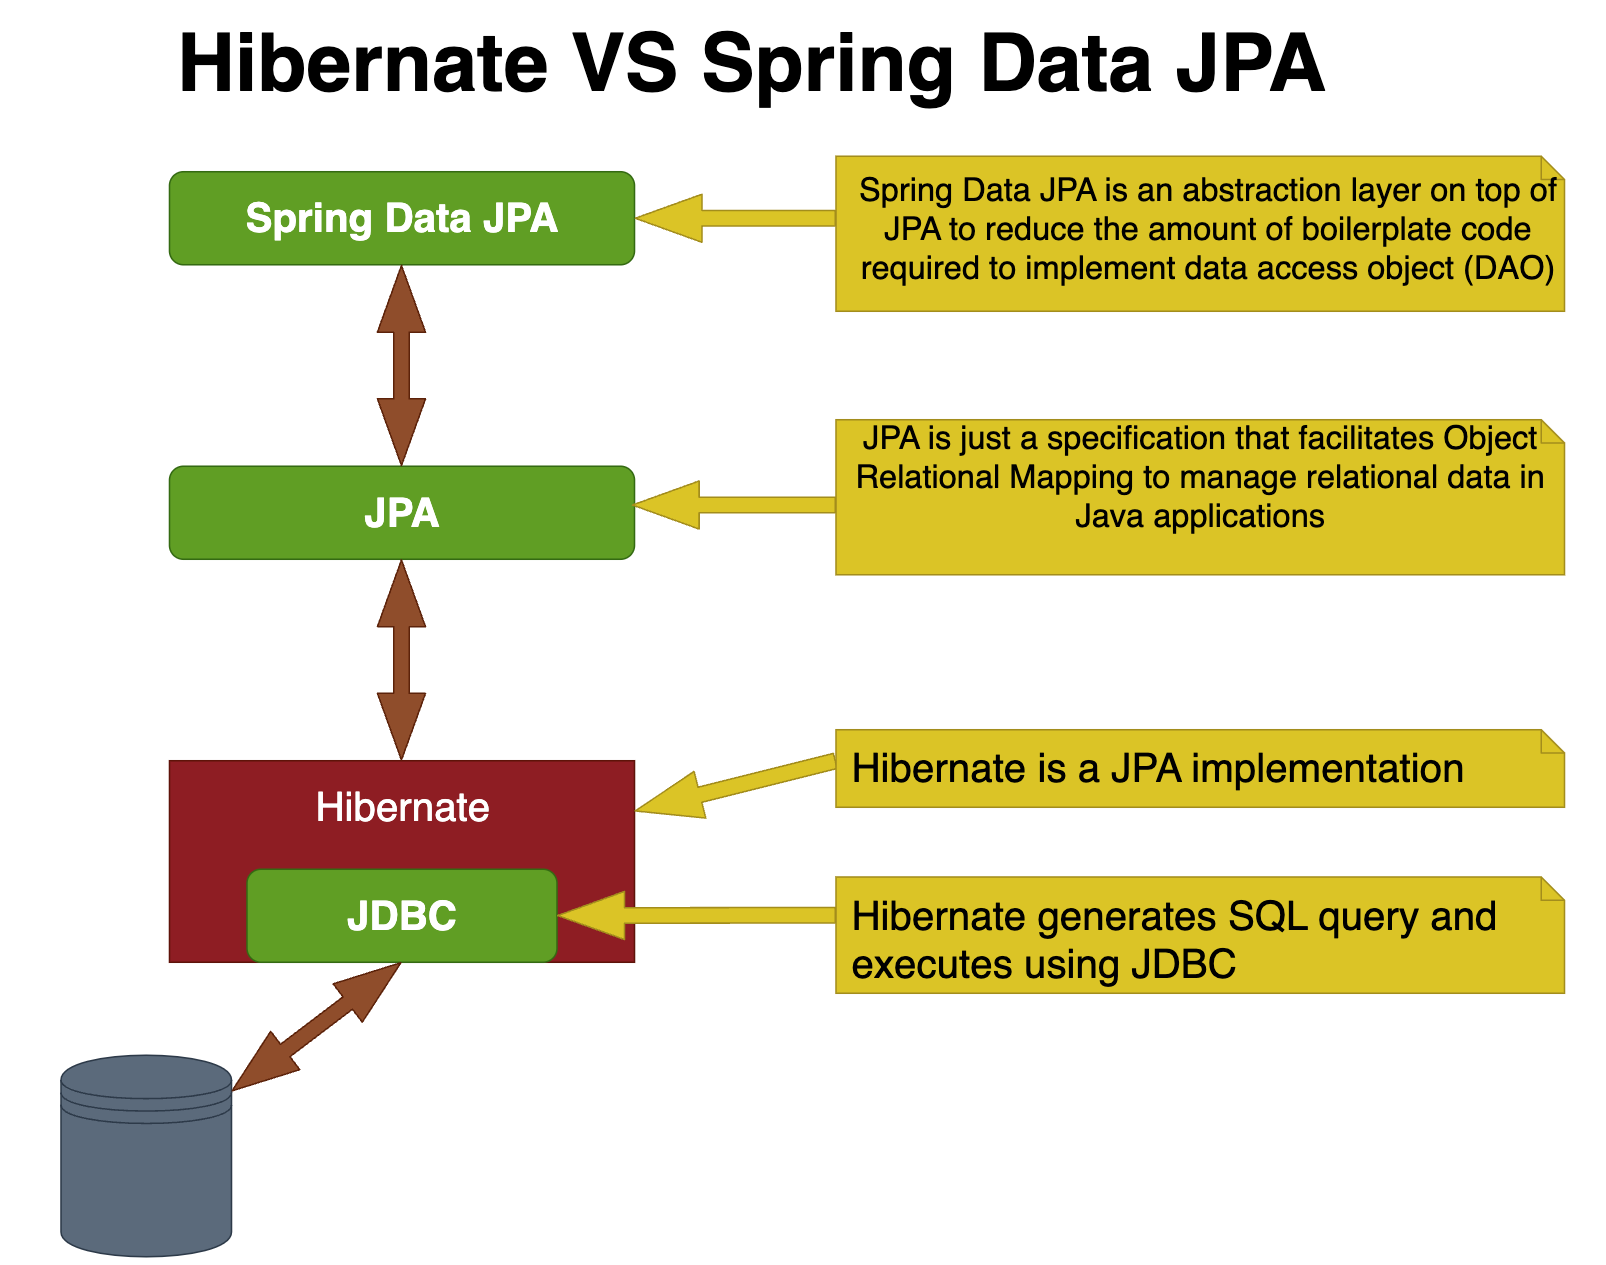 Hibernate VS Spring Data JPA
Spring Data JPA
Spring Data JPA is an abstraction layer on top of
JPA to reduce the amount of boilerplate code
required to implement data access object (DAO)
JPA
JPA is just a specification that facilitates Object
Relational Mapping to manage relational data in
Java applications
Hibernate
Hibernate is a JPA implementation
JDBC
Hibernate generates SQL query and
executes using JDBC